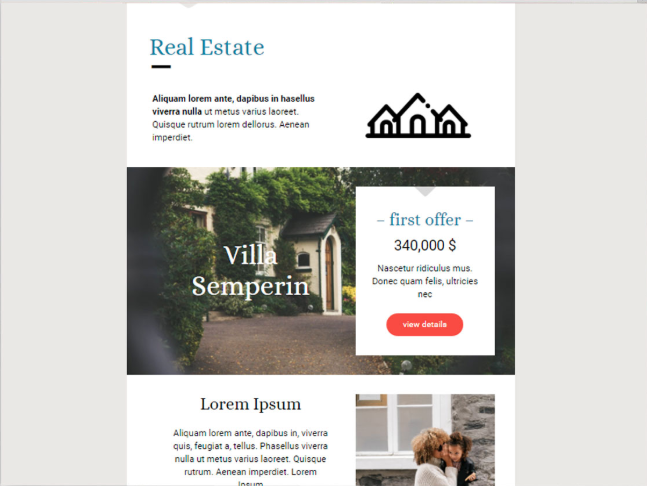 Real Estate
Aliquam lorem ante, dapibus in hasellus
viverra nulla ut metus varius laoreet.
Quisque rutrum lorem dellorus. Aenean
imperdiet.
Villa
Semperin
– first offer –
340,000 $
Nascetur ridiculus mus.
Donec quam felis, ultricies
nec
view details
Lorem Ipsum
Aliquam lorem ante, dapibus in, viverra
quis, feugiat a, tellus. Phasellus viverra
nulla ut metus varius laoreet. Quisque
rutrum. Aenean imperdiet. Lorem
Ipsum